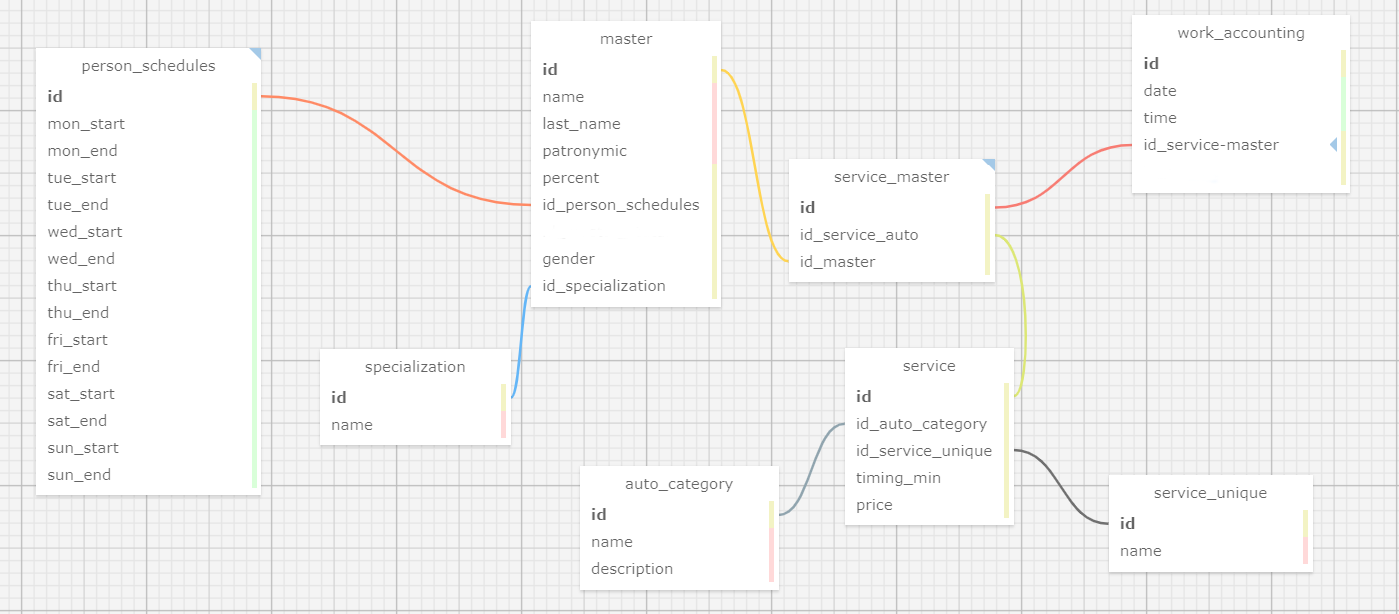 person_schedules
id
mon_start
mon_end
tue_start
tue_end
wed_start
wed_end
thu_start
thu_end
fri_start
fri_end
sat_start
sat_end
sun_start
sun_end
master
id
name
last_name
patronymic
percent
id_person_schedules
gender
id_specialization
specialization
id
name
auto_category
id
name
description
service_master
id
id_service_auto
id_master
service
id
id_auto_category
id_service_unique
timing_min
price
work_accounting
id
date
time
id_service-master
service_unique
id
name